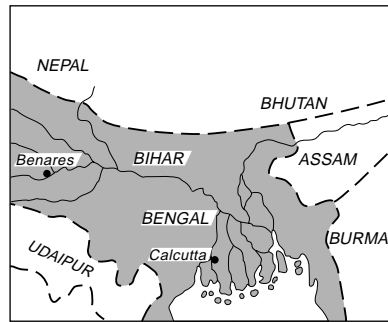 NEPAL
BHUTAN
Benares
BIHAR
ASSAM
BENGAL
UDAIPUR
Calcutta
BURMA